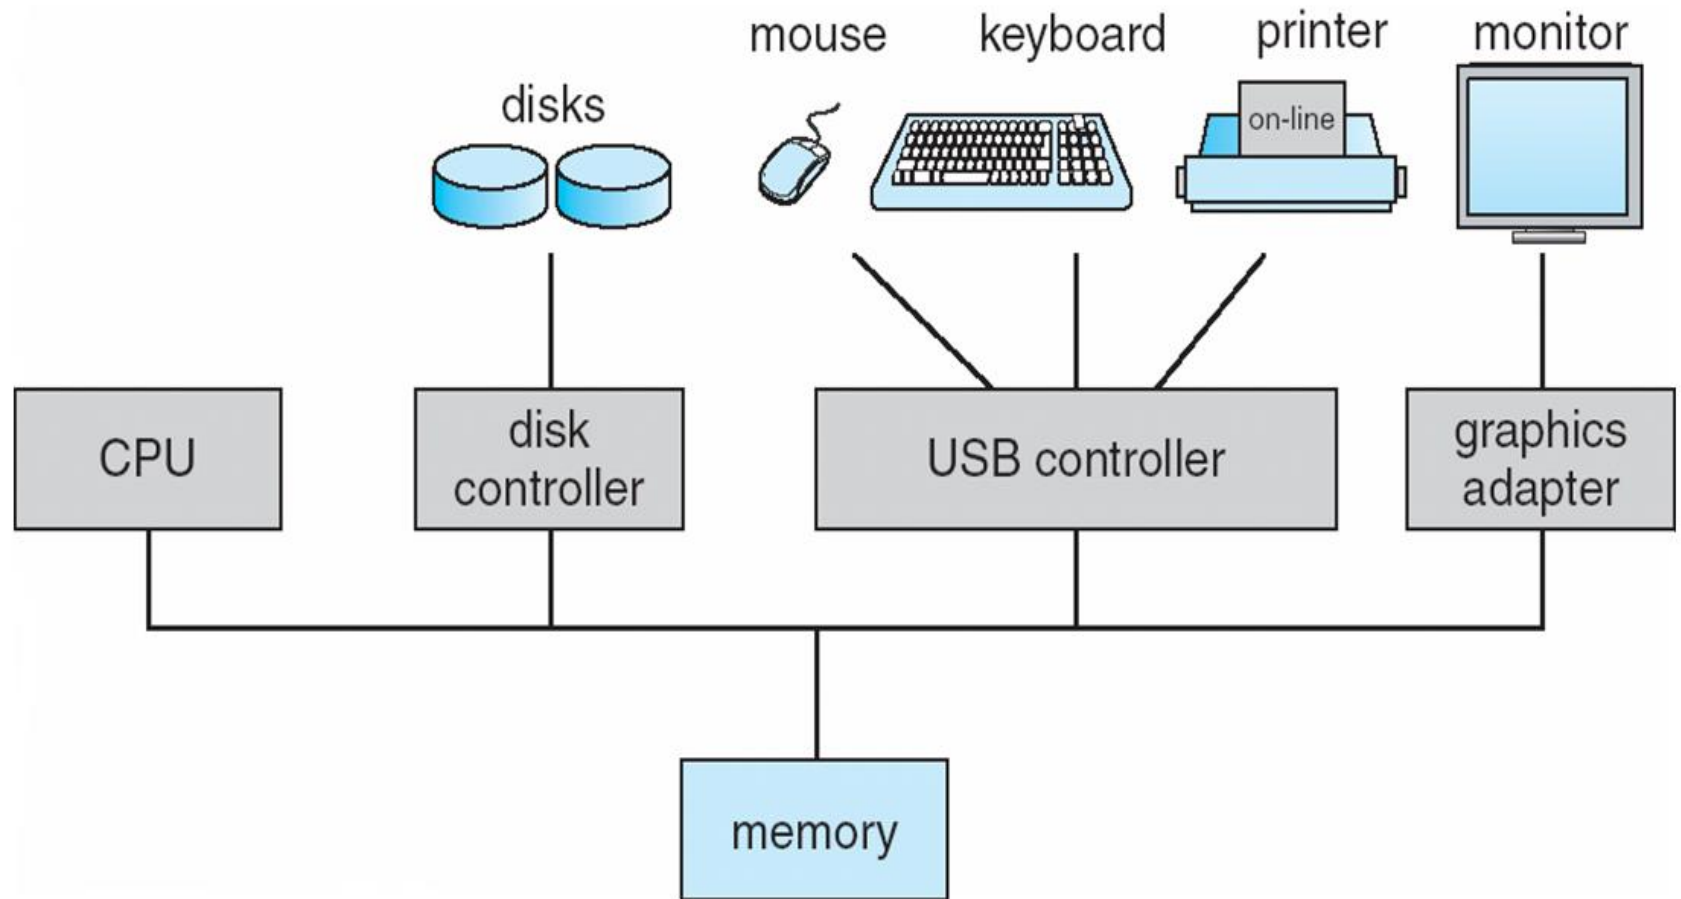 mouse
keyboard
printer
monitor
disks
on-line
CPU
disk
controller
USB controller
graphics
adapter
memory